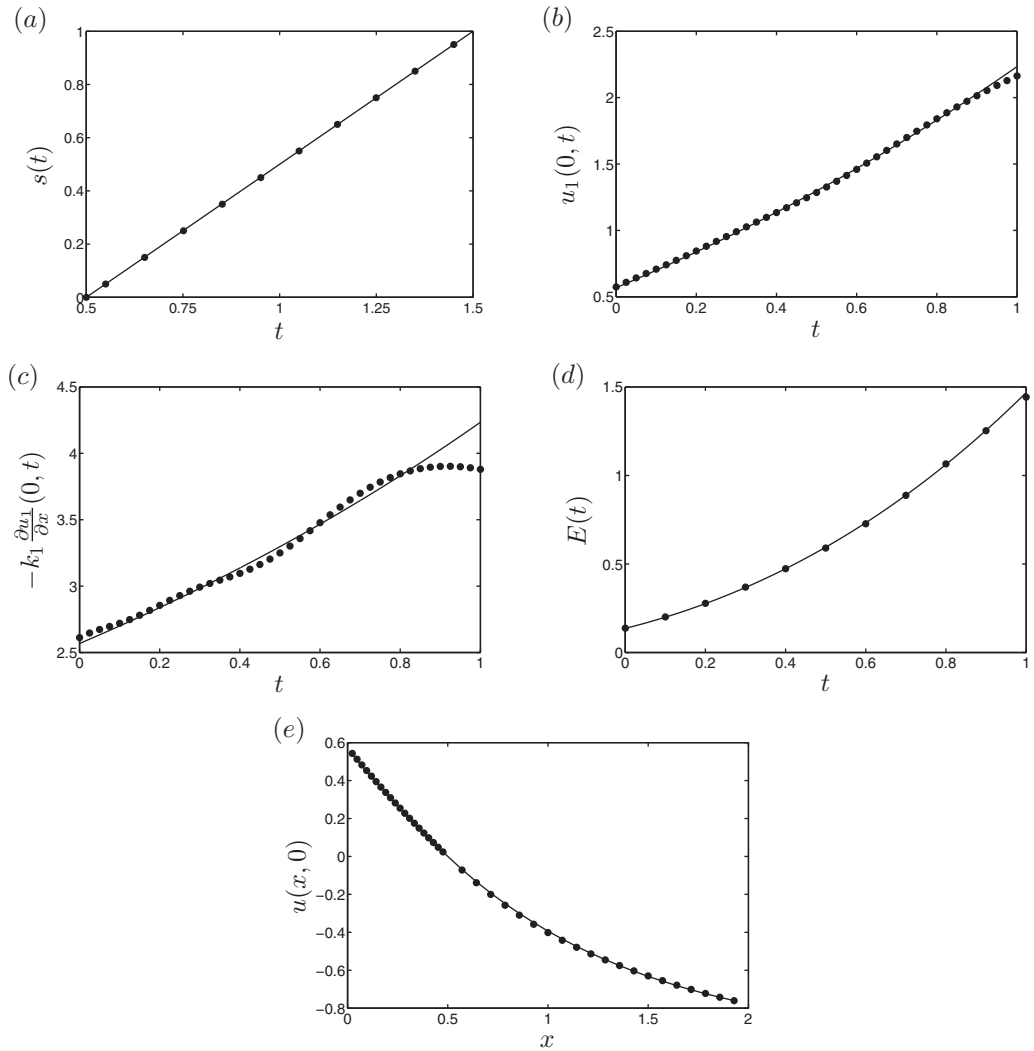 (a)
1
0.8
0.6
0.4
0.2
0
s(t)
0.5 0.75 1 1.25 1.5
t
(b)
2.5
2
1.5
1
0.5
u₁(0, t)
0 0.2 0.4 0.6 0.8 1
t
(c)
4.5
4
3.5
3
2.5
−k₁ ∂u₁/∂x (0, t)
0 0.2 0.4 0.6 0.8 1
t
(d)
1.5
1
0.5
0
E(t)
0 0.2 0.4 0.6 0.8 1
t
(e)
0.6
0.4
0.2
0
−0.2
−0.4
−0.6
−0.8
u(x, 0)
0 0.5 1 1.5 2
x